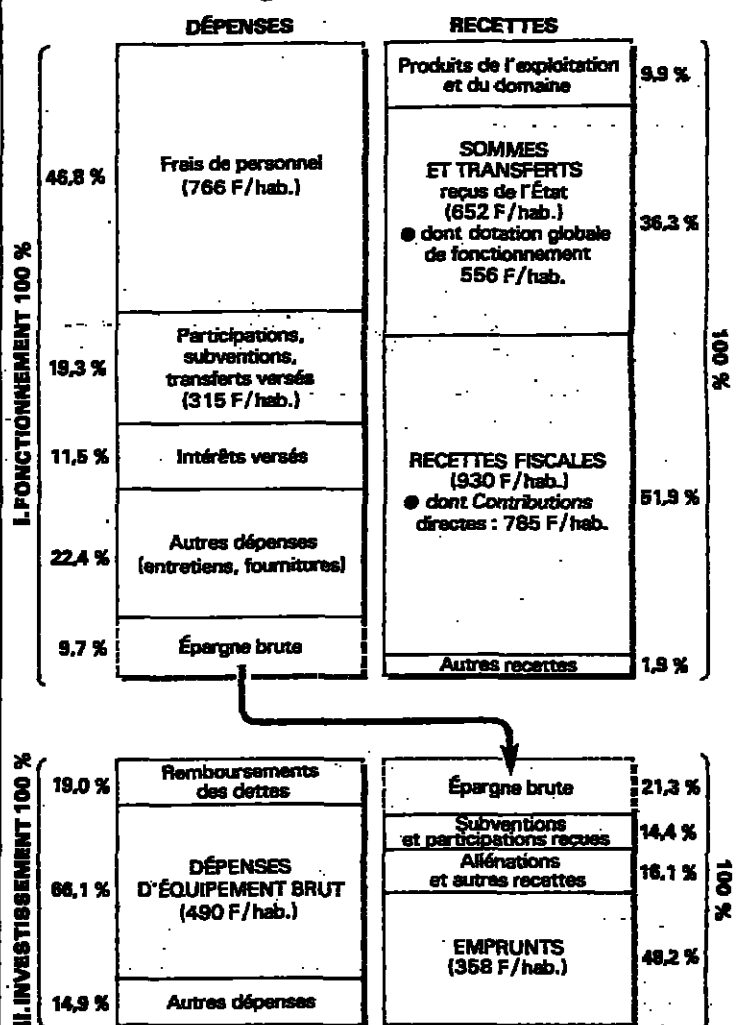 DÉPENSES
RECETTES
I. FONCTIONNEMENT 100 %
46,8 %
Frais de personnel
(766 F/hab.)
19,3 %
Participations,
subventions,
transferts versés
(315 F/hab.)
11,5 %
Intérêts versés
22,4 %
Autres dépenses
(entretiens, fournitures)
9,7 %
Épargne brute
Produits de l'exploitation
et du domaine
9,9 %
SOMMES
ET TRANSFERTS
reçus de l'État
(652 F/hab.)
● dont dotation globale
de fonctionnement
556 F/hab.
36,3 %
RECETTES FISCALES
(930 F/hab.)
● dont Contributions
directes : 785 F/hab.
51,9 %
Autres recettes
1,9 %
100 %
II. INVESTISSEMENT 100 %
19,0 %
Remboursements
des dettes
66,1 %
DÉPENSES
D'ÉQUIPEMENT BRUT
(490 F/hab.)
14,9 %
Autres dépenses
Épargne brute
21,3 %
Subventions
et participations reçues
14,4 %
Aliénations
et autres recettes
16,1 %
EMPRUNTS
(358 F/hab.)
48,2 %
100 %